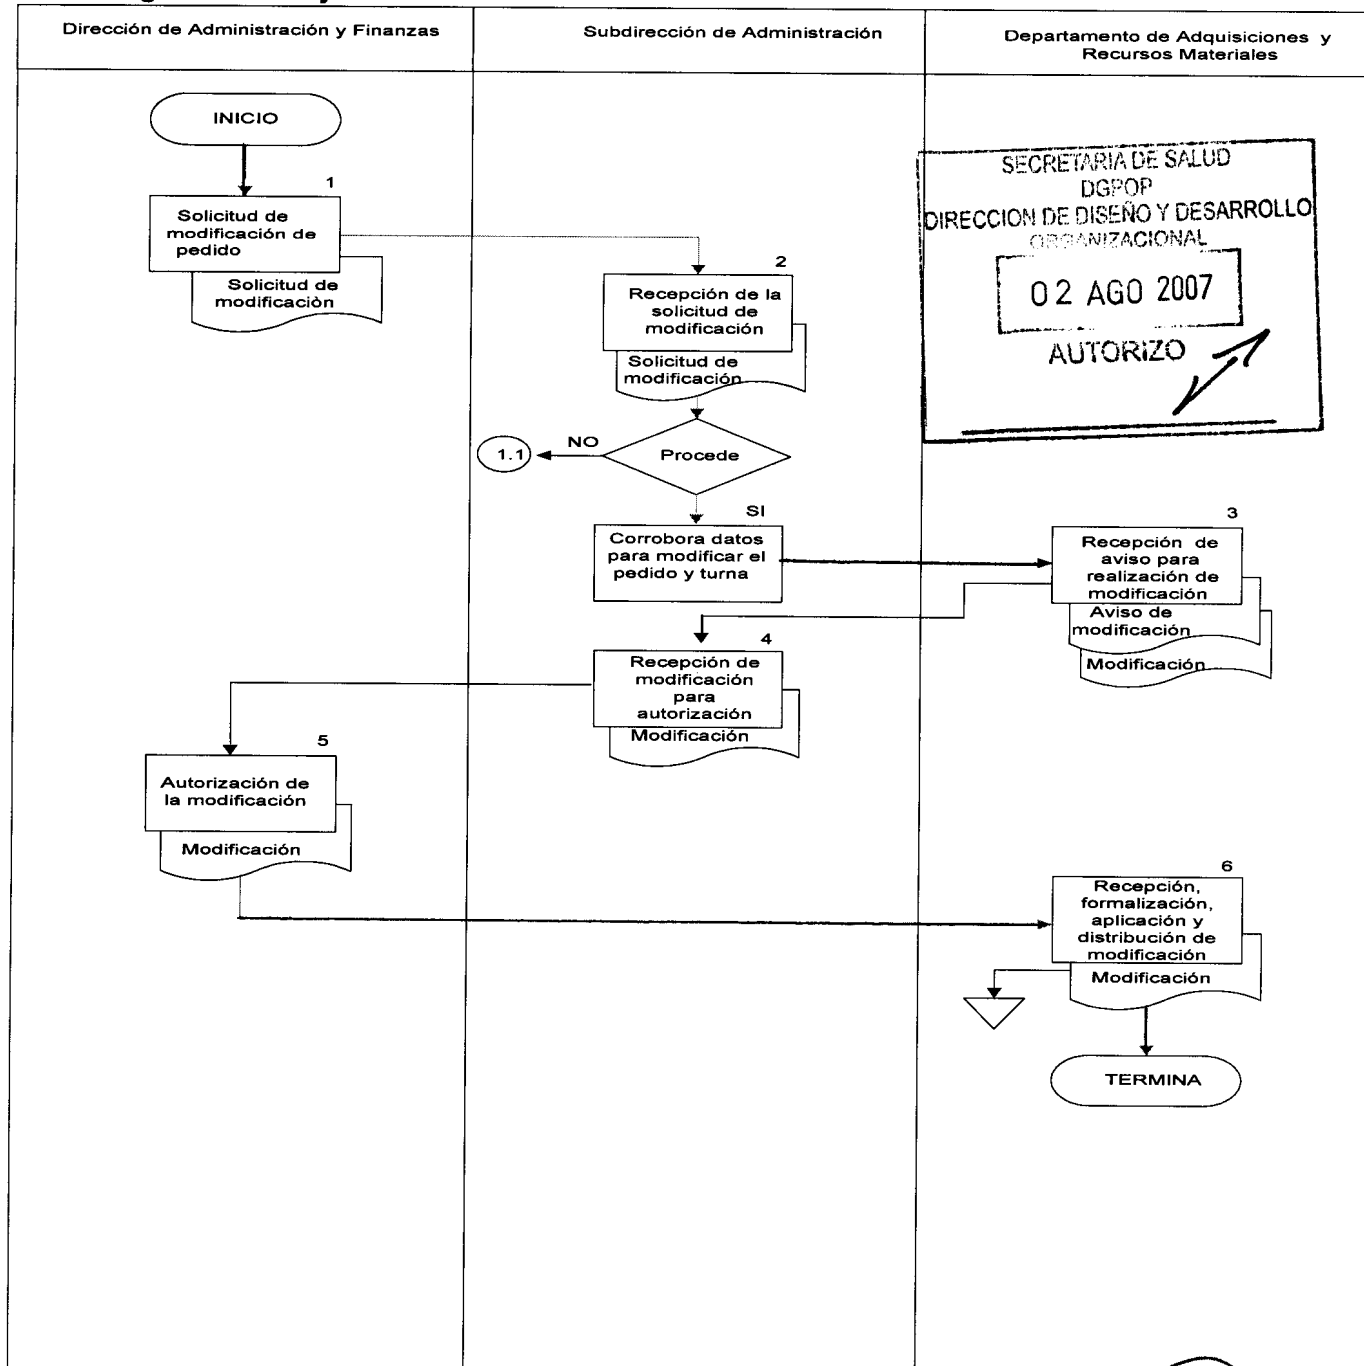 Dirección de Administración y Finanzas
Subdirección de Administración
Departamento de Adquisiciones y
Recursos Materiales
INICIO
1
Solicitud de
modificación de
pedido
Solicitud de
modificaciòn
2
Recepción de la
solicitud de
modificación
Solicitud de
modificación
SECRETARIA DE SALUD
DGPOP
DIRECCION DE DISEÑO Y DESARROLLO
ORGANIZACIONAL
02 AGO 2007
AUTORIZO
1.1
NO
Procede
SI
Corrobora datos
para modificar el
pedido y turna
3
Recepción de
aviso para
realización de
modificación
Aviso de
modificación
Modificación
4
Recepción de
modificación
para
autorización
Modificación
5
Autorización de
la modificación
Modificación
6
Recepción,
formalización,
aplicación y
distribución de
modificación
Modificación
TERMINA